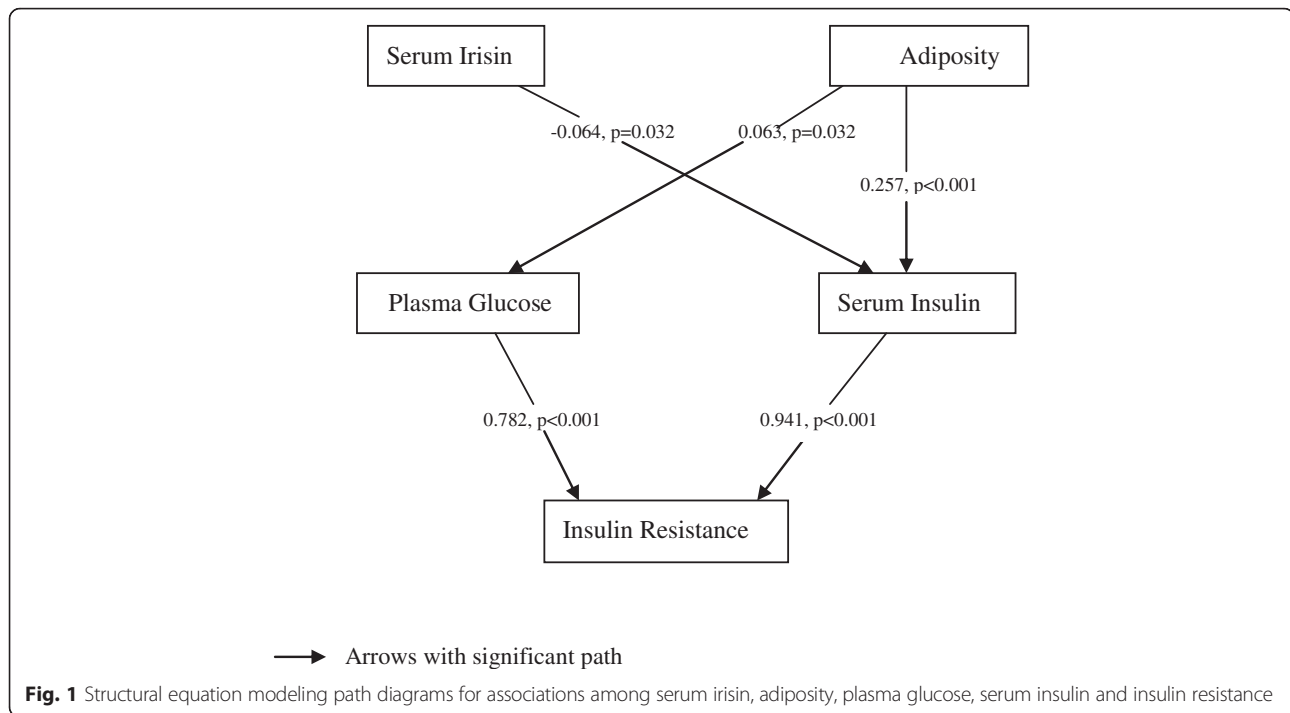 Serum Irisin
Adiposity
-0.064, p=0.032
0.063, p=0.032
0.257, p<0.001
Plasma Glucose
Serum Insulin
0.782, p<0.001
0.941, p<0.001
Insulin Resistance
Arrows with significant path
Fig. 1 Structural equation modeling path diagrams for associations among serum irisin, adiposity, plasma glucose, serum insulin and insulin resistance